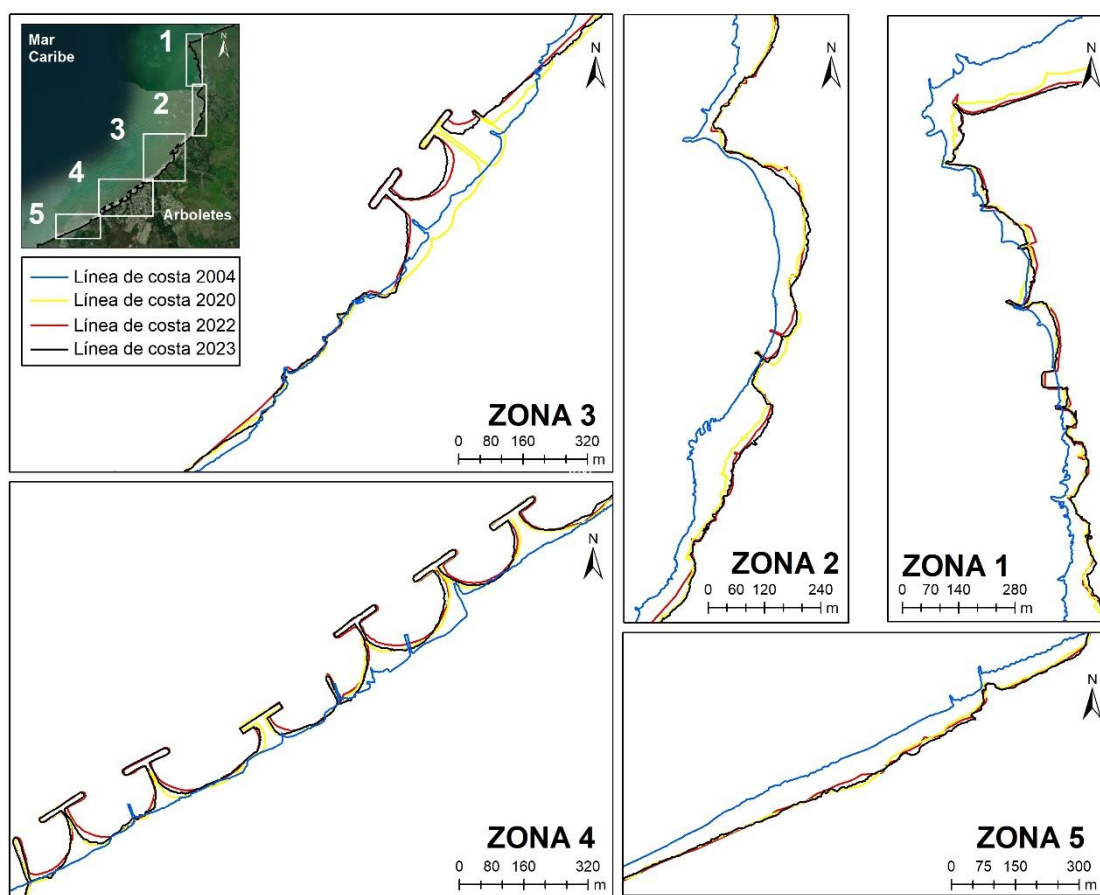 Mar
Caribe
1
2
3
4
5
N
Arboletes
Línea de costa 2004
Línea de costa 2020
Línea de costa 2022
Línea de costa 2023
N
ZONA 3
0 80 160 320
m
N
ZONA 2
0 60 120 240
m
N
ZONA 1
0 70 140 280
m
N
ZONA 4
0 80 160 320
m
N
ZONA 5
0 75 150 300
m